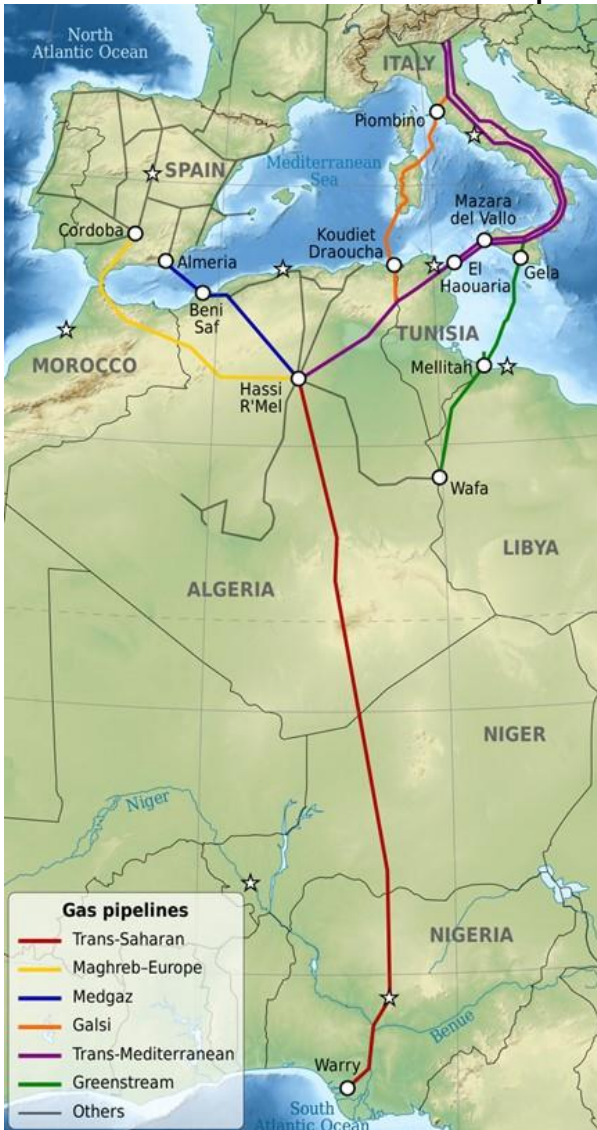 North
Atlantic Ocean
ITALY
Piombino
SPAIN
Mediterranean
Sea
Cordoba
Mazara
del Vallo
Koudiet
Draoucha
Almeria
El
Haouaria
Gela
Beni
Saf
TUNISIA
MOROCCO
Mellitah
Hassi
R'Mel
Wafa
LIBYA
ALGERIA
NIGER
Niger
Gas pipelines
Trans-Saharan
Maghreb–Europe
Medgaz
Galsi
Trans-Mediterranean
Greenstream
Others
NIGERIA
Benue
Warry
South
Atlantic Ocean